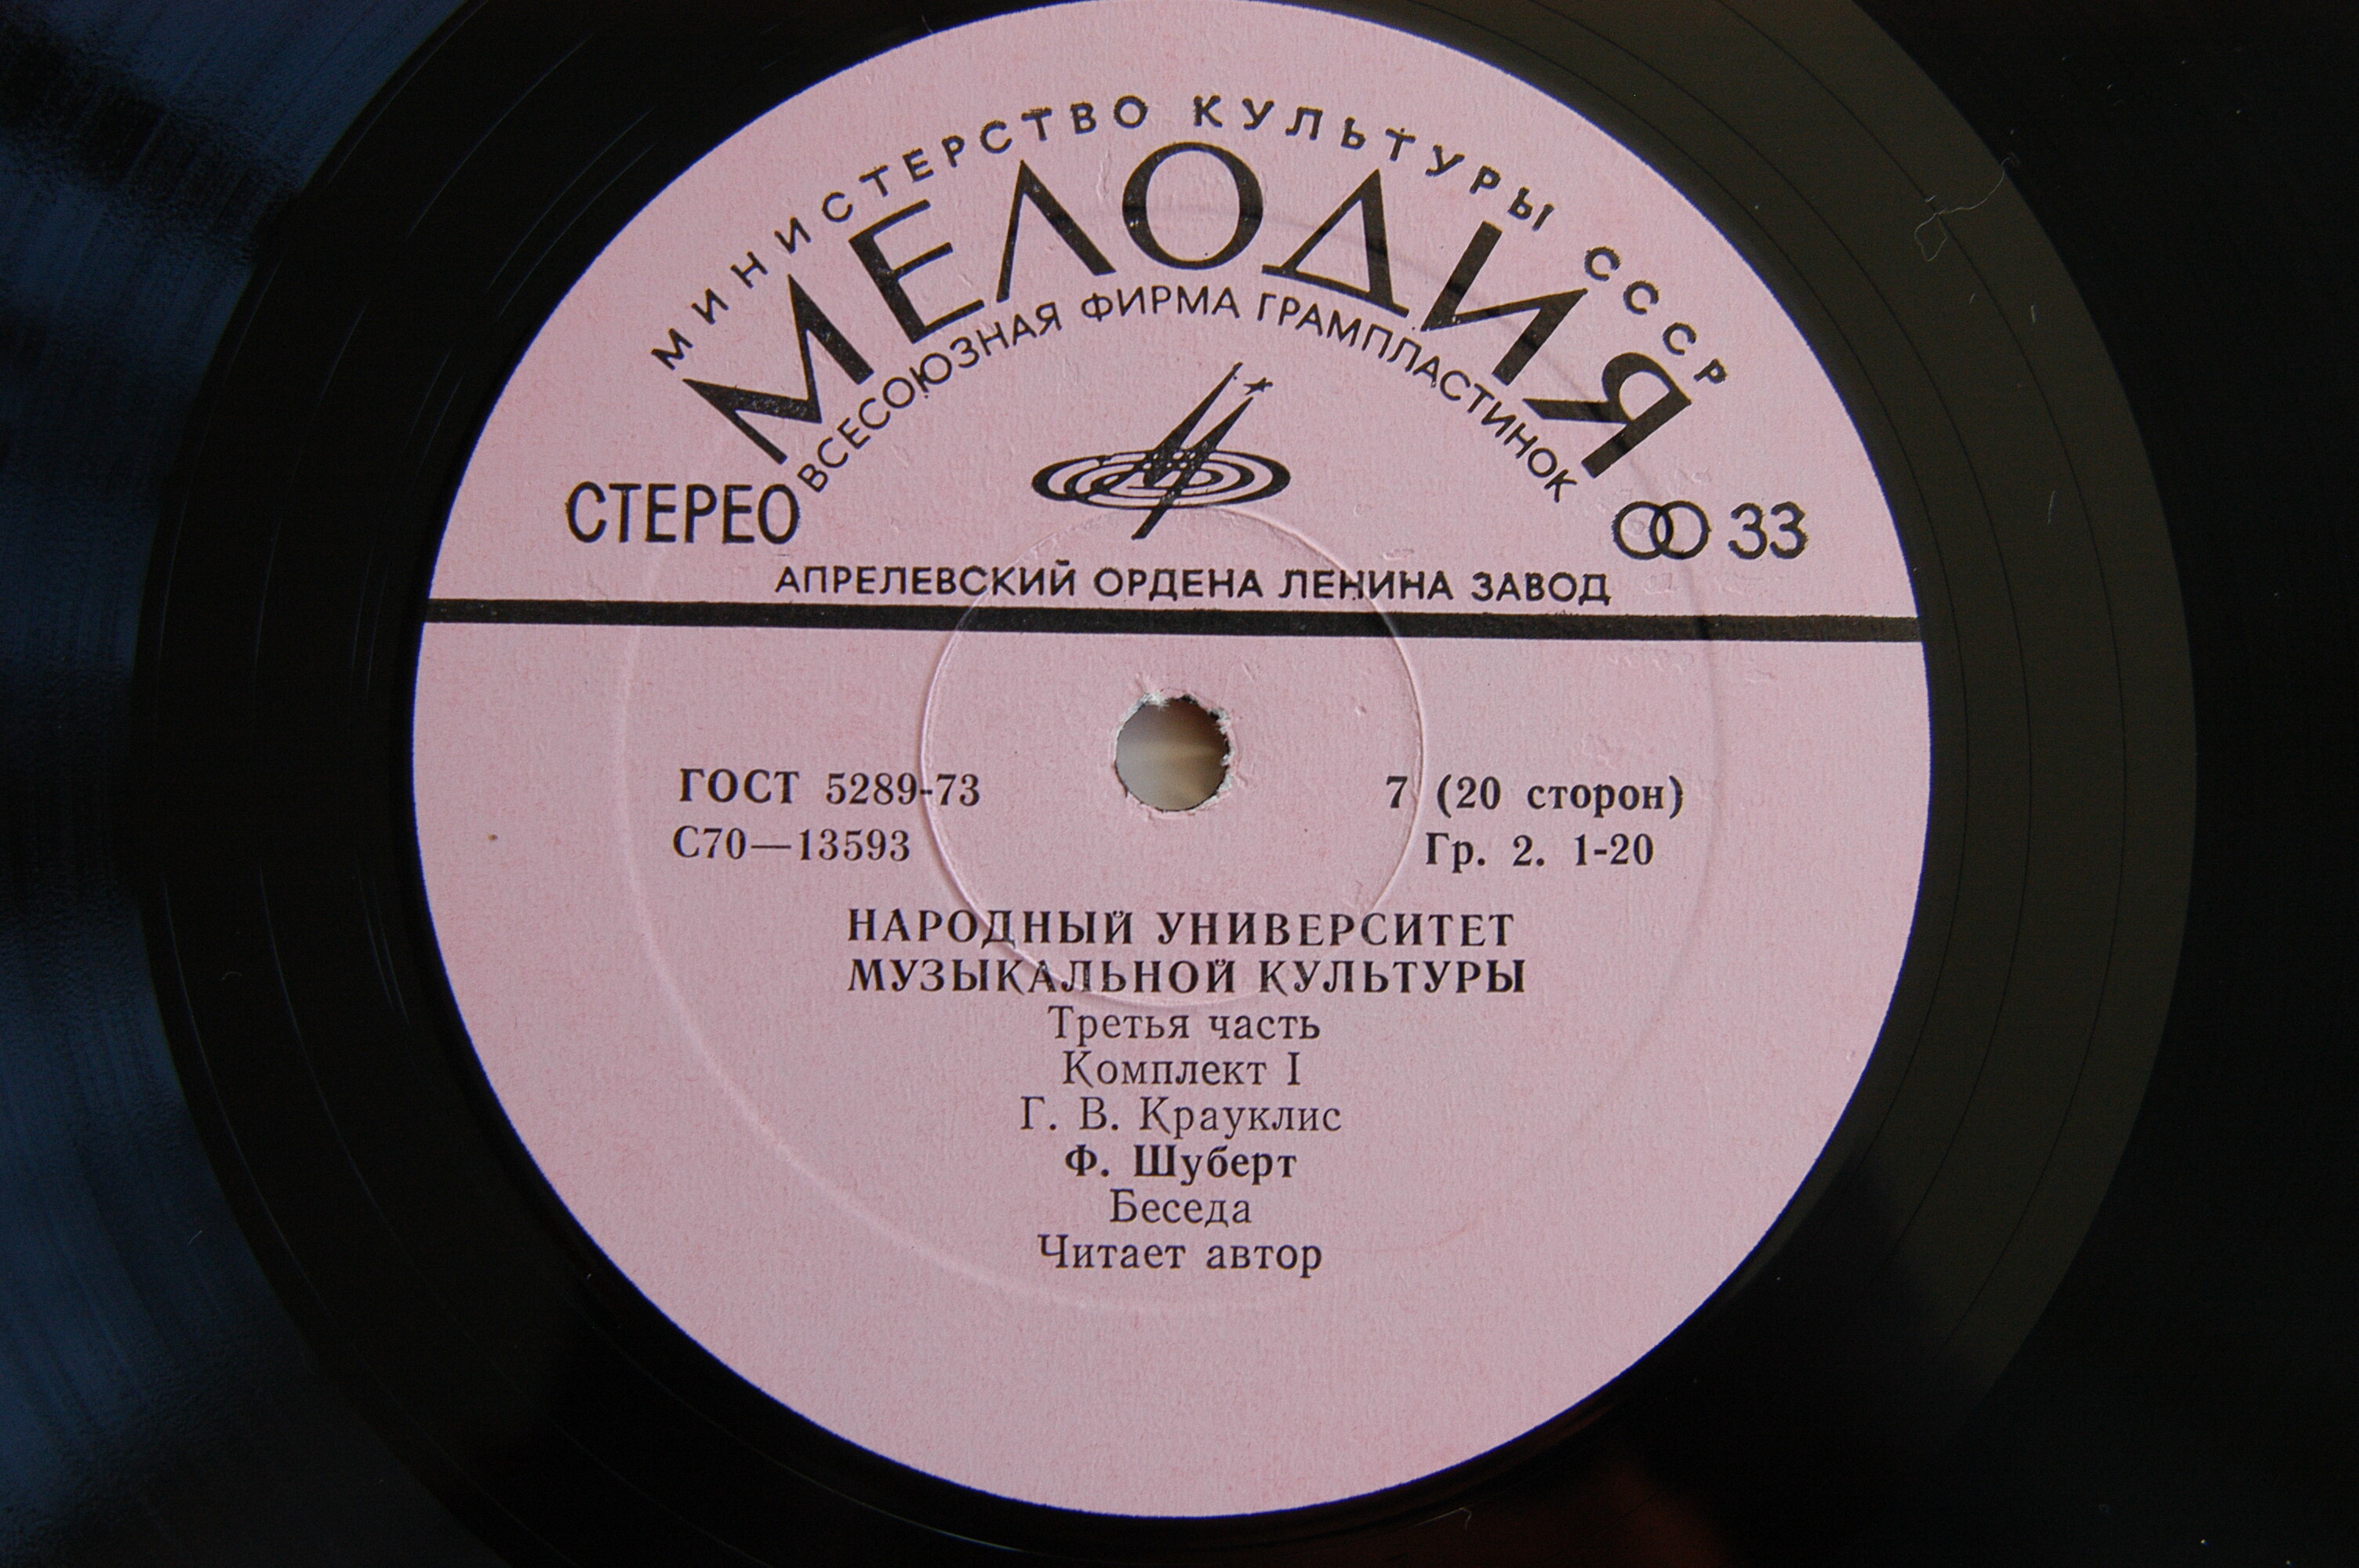 МИНИСТЕРСТВО КУЛЬТУРЫ СССР
МЕЛОДИЯ
ВСЕСОЮЗНАЯ ФИРМА ГРАМПЛАСТИНОК
СТЕРЕО
33
АПРЕЛЕВСКИЙ ОРДЕНА ЛЕНИНА ЗАВОД
ГОСТ 5289-73
7 (20 сторон)
С70—13593
Гр. 2. 1-20
НАРОДНЫЙ УНИВЕРСИТЕТ
МУЗЫКАЛЬНОЙ КУЛЬТУРЫ
Третья часть
Комплект I
Г. В. Крауклис
Ф. Шуберт
Беседа
Читает автор